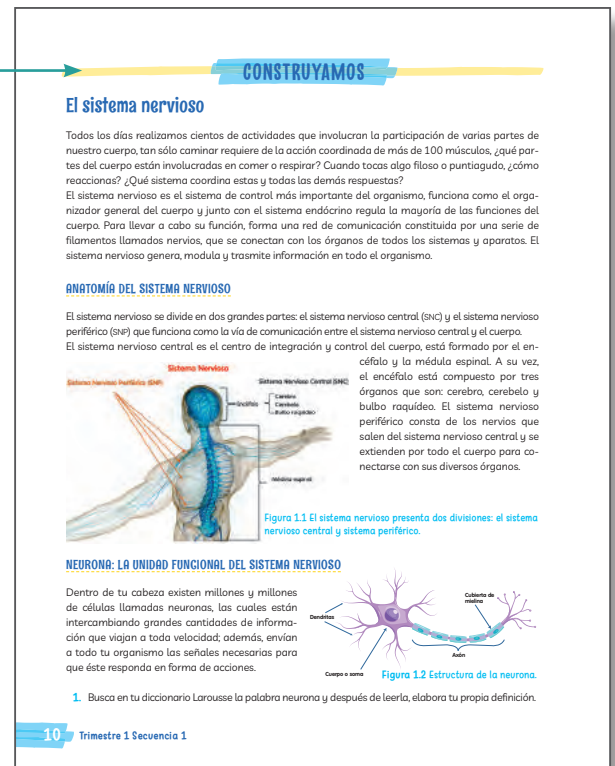 CONSTRUYAMOS
El sistema nervioso
Todos los días realizamos cientos de actividades que involucran la participación de varias partes de
nuestro cuerpo, tan sólo caminar requiere de la acción coordinada de más de 100 músculos, ¿qué par-
tes del cuerpo están involucradas en comer o respirar? Cuando tocas algo filoso o puntiagudo, ¿cómo
reaccionas? ¿Qué sistema coordina estas y todas las demás respuestas?
El sistema nervioso es el sistema de control más importante del organismo, funciona como el orga-
nizador general del cuerpo y junto con el sistema endócrino regula la mayoría de las funciones del
cuerpo. Para llevar a cabo su función, forma una red de comunicación constituida por una serie de
filamentos llamados nervios, que se conectan con los órganos de todos los sistemas y aparatos. El
sistema nervioso genera, modula y trasmite información en todo el organismo.
ANATOMÍA DEL SISTEMA NERVIOSO
El sistema nervioso se divide en dos grandes partes: el sistema nervioso central (SNC) y el sistema nervioso
periférico (SNP) que funciona como la vía de comunicación entre el sistema nervioso central y el cuerpo.
El sistema nervioso central es el centro de integración y control del cuerpo, está formado por el en-
céfalo y la médula espinal. A su vez,
el encéfalo está compuesto por tres
órganos que son: cerebro, cerebelo y
bulbo raquídeo. El sistema nervioso
periférico consta de los nervios que
salen del sistema nervioso central y se
extienden por todo el cuerpo para co-
nectarse con sus diversos órganos.
Sistema Nervioso
Sistema Nervioso Periférico (SNP)
Sistema Nervioso Central (SNC)
Encéfalo
Cerebro
Cerebelo
Bulbo raquídeo
Médula espinal
Figura 1.1 El sistema nervioso presenta dos divisiones: el sistema
nervioso central y sistema periférico.
NEURONA: LA UNIDAD FUNCIONAL DEL SISTEMA NERVIOSO
Dentro de tu cabeza existen millones y millones
de células llamadas neuronas, las cuales están
intercambiando grandes cantidades de informa-
ción que viajan a toda velocidad; además, envían
a todo tu organismo las señales necesarias para
que éste responda en forma de acciones.
Dendritas
Cubierta de
mielina
Axón
Cuerpo o soma
Figura 1.2 Estructura de la neurona.
1. Busca en tu diccionario Larousse la palabra neurona y después de leerla, elabora tu propia definición.
10 Trimestre 1 Secuencia 1